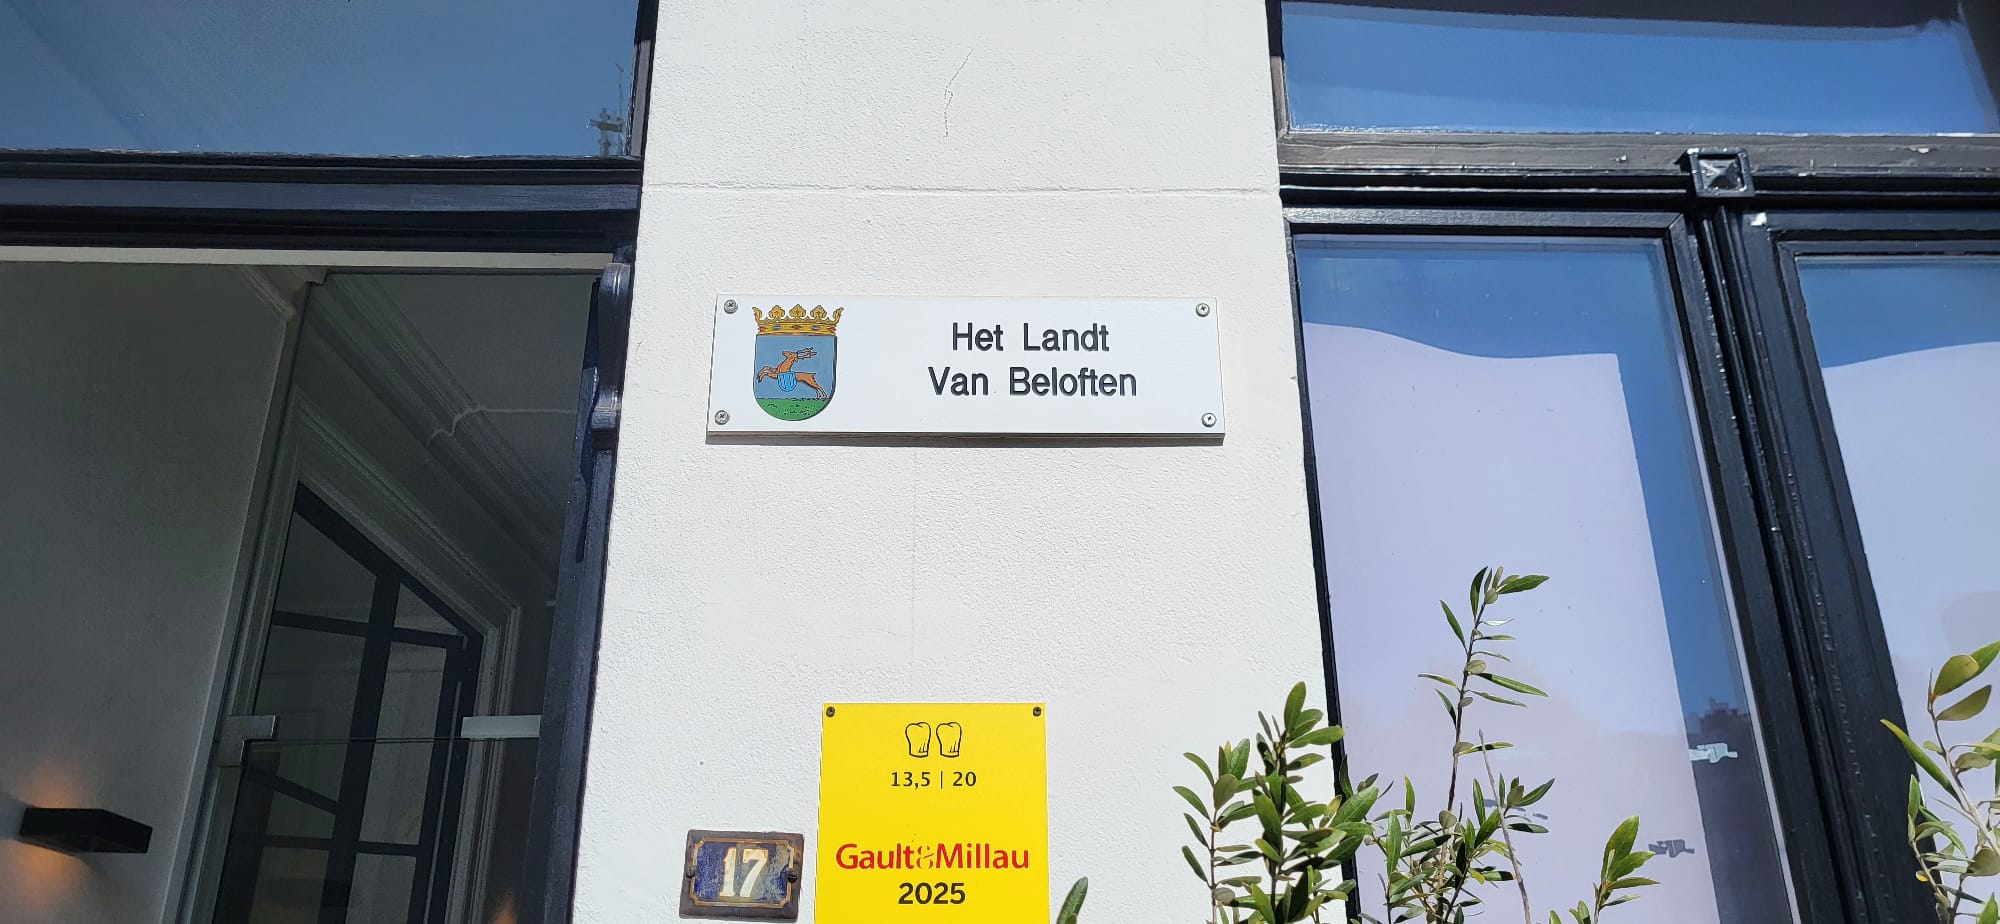 Het Landt
Van Beloften
13,5 | 20
Gault&Millau
2025
17